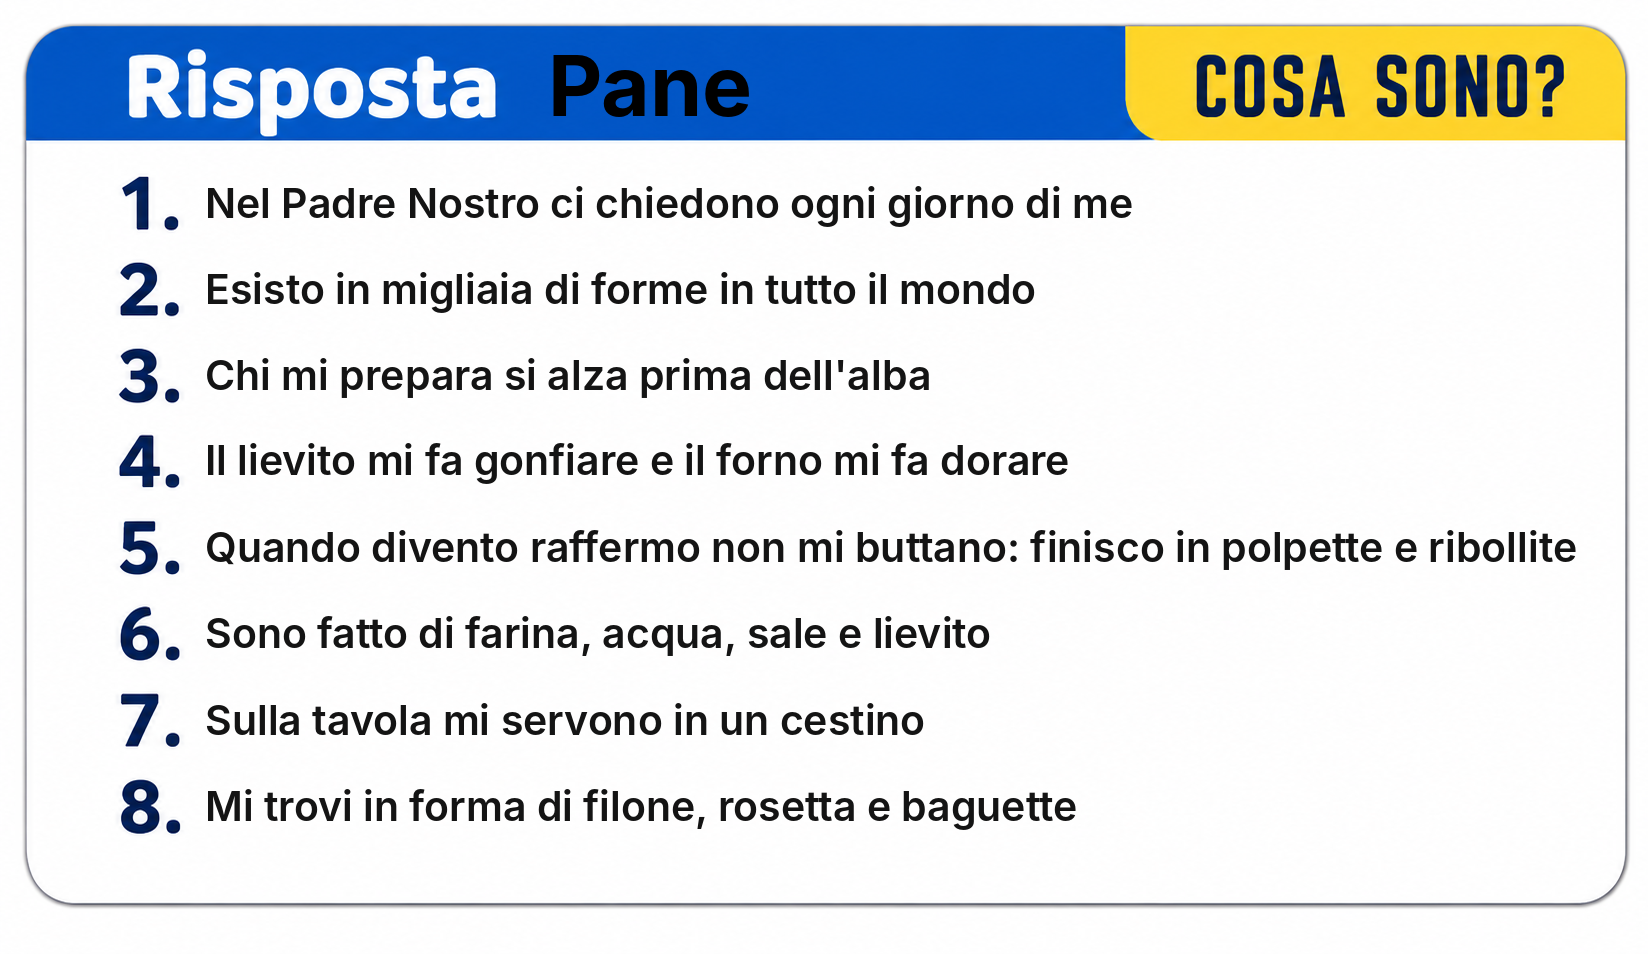 Risposta Pane
COSA SONO?
1. Nel Padre Nostro ci chiedono ogni giorno di me
2. Esisto in migliaia di forme in tutto il mondo
3. Chi mi prepara si alza prima dell'alba
4. Il lievito mi fa gonfiare e il forno mi fa dorare
5. Quando divento raffermo non mi buttano: finisco in polpette e ribollite
6. Sono fatto di farina, acqua, sale e lievito
7. Sulla tavola mi servono in un cestino
8. Mi trovi in forma di filone, rosetta e baguette